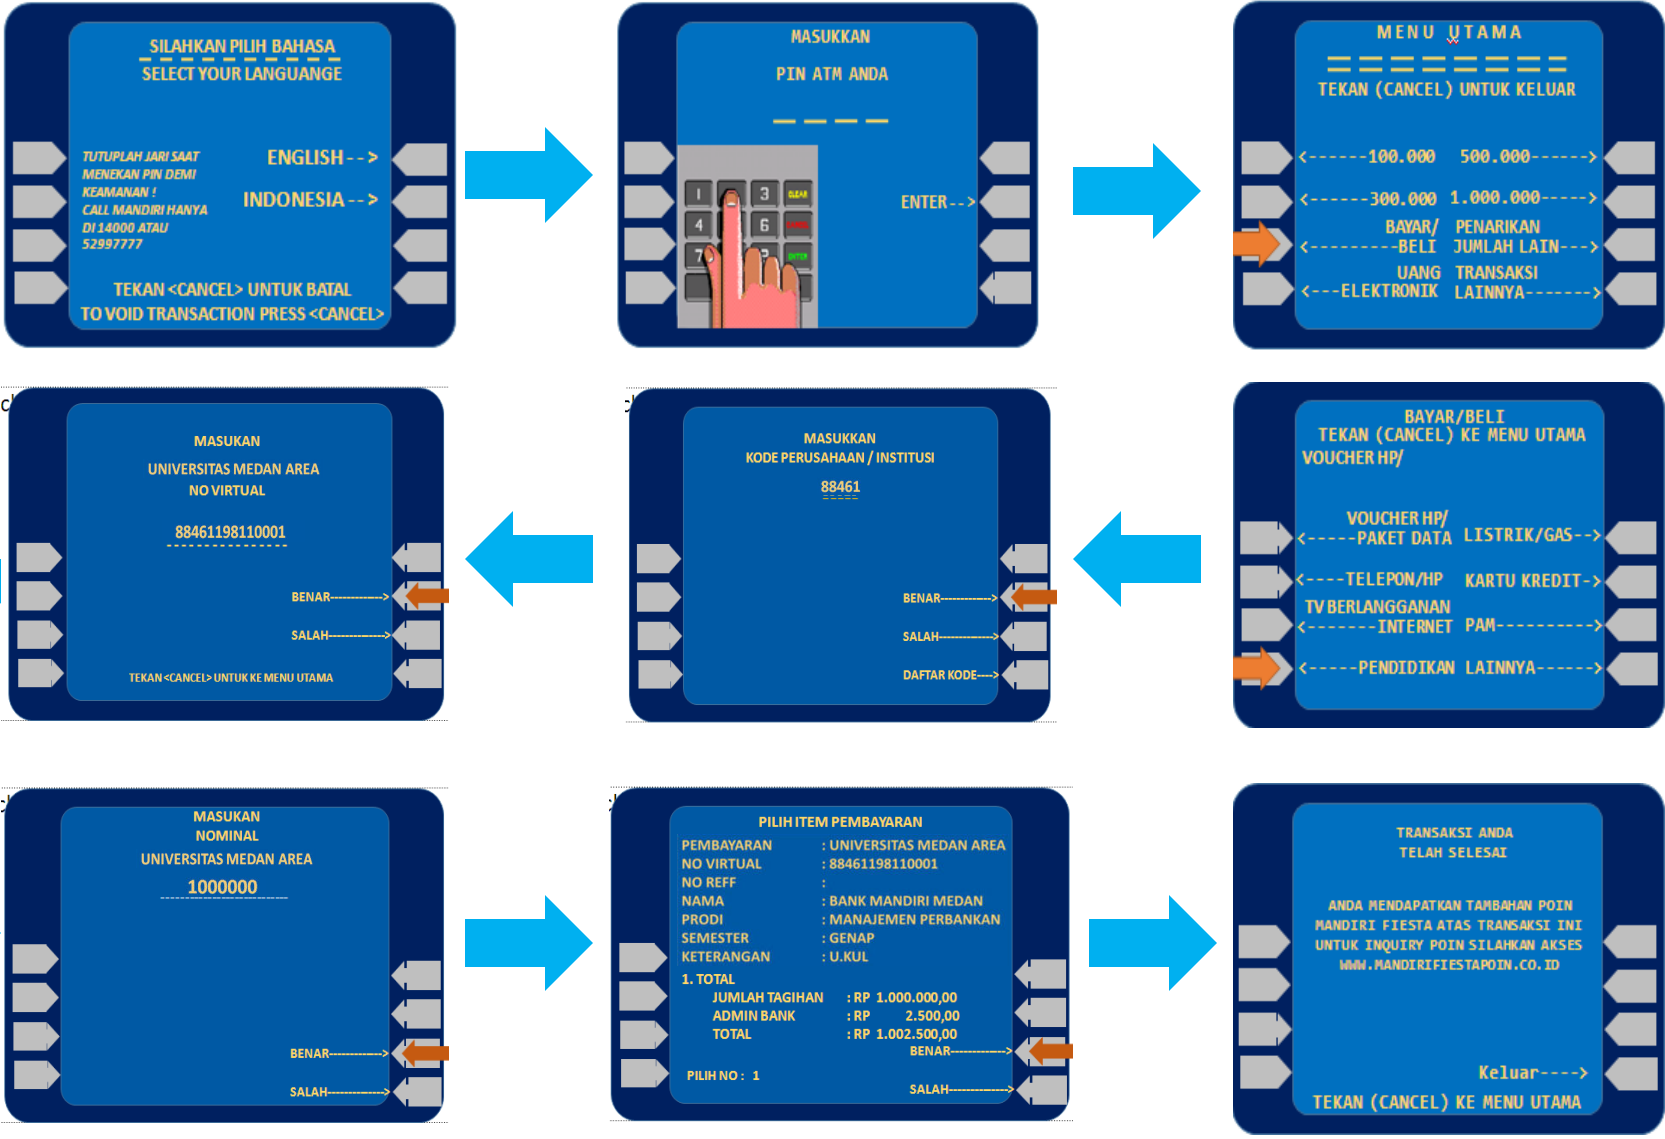 SILAHKAN PILIH BAHASA
SELECT YOUR LANGUANGE
TUTUPLAH JARI SAAT
MENEKAN PIN DEMI
KEAMANAN !
CALL MANDIRI HANYA
DI 14000 ATAU
52997777
ENGLISH-->
INDONESIA-->
TEKAN <CANCEL> UNTUK BATAL
TO VOID TRANSACTION PRESS <CANCEL>
MASUKKAN
PIN ATM ANDA
1 3 CLEAR
4 6
7 ENTER
ENTER-->
MENU UTAMA
TEKAN (CANCEL) UNTUK KELUAR
<------100.000 500.000------>
<------300.000 1.000.000------>
BAYAR/ PENARIKAN
<---------BELI JUMLAH LAIN--->
UANG TRANSAKSI
<---ELEKTRONIK LAINNYA------->
BAYAR/BELI
TEKAN (CANCEL) KE MENU UTAMA
VOUCHER HP/
VOUCHER HP/
<-----PAKET DATA LISTRIK/GAS-->
<----TELEPON/HP KARTU KREDIT->
TV BERLANGGANAN
<-------INTERNET PAM---------->
<-----PENDIDIKAN LAINNYA------>
MASUKKAN
KODE PERUSAHAAN / INSTITUSI
88461
BENAR------------->
SALAH------------->
DAFTAR KODE---->
MASUKAN
UNIVERSITAS MEDAN AREA
NO VIRTUAL
88461198110001
BENAR-------------->
SALAH-------------->
TEKAN <CANCEL> UNTUK KE MENU UTAMA
MASUKAN
NOMINAL
UNIVERSITAS MEDAN AREA
1000000
BENAR-------------->
SALAH-------------->
PILIH ITEM PEMBAYARAN
PEMBAYARAN : UNIVERSITAS MEDAN AREA
NO VIRTUAL : 88461198110001
NO REFF :
NAMA : BANK MANDIRI MEDAN
PRODI : MANAJEMEN PERBANKAN
SEMESTER : GENAP
KETERANGAN : U.KUL
1. TOTAL
JUMLAH TAGIHAN : RP 1.000.000,00
ADMIN BANK : RP 2.500,00
TOTAL : RP 1.002.500,00
BENAR-------------->
PILIH NO : 1
SALAH-------------->
TRANSAKSI ANDA
TELAH SELESAI
ANDA MENDAPATKAN TAMBAHAN POIN
MANDIRI FIESTA ATAS TRANSAKSI INI
UNTUK INQUIRY POIN SILAHKAN AKSES
WWW.MANDIRIFIESTAPOIN.CO.ID
Keluar---->
TEKAN (CANCEL) KE MENU UTAMA